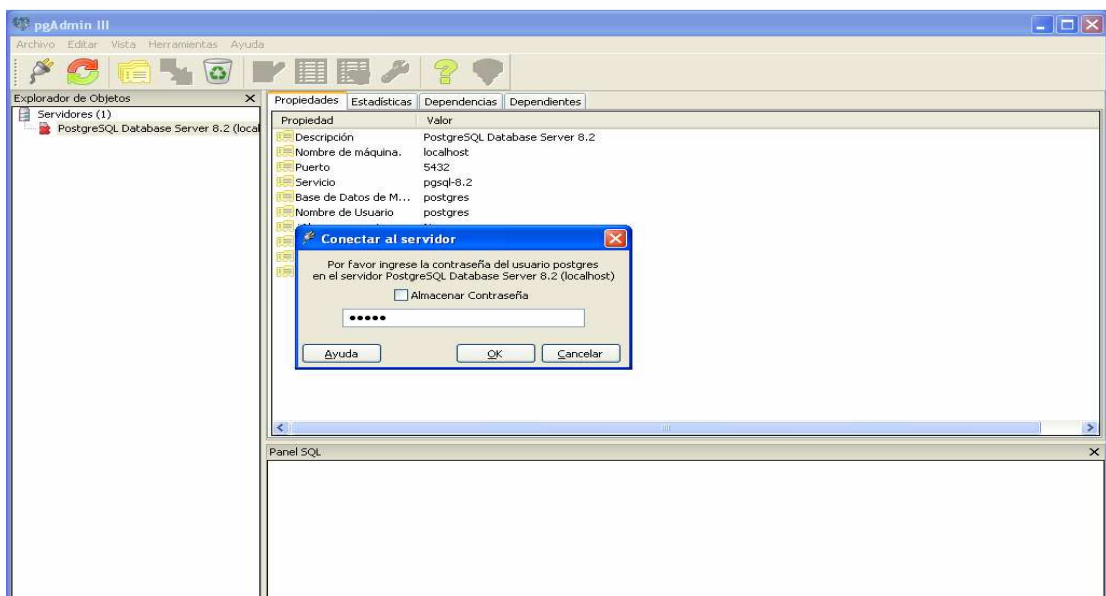 pgAdmin III
Archivo Editar Vista Herramientas Ayuda
Explorador de Objetos
Servidores (1)
PostgreSQL Database Server 8.2 (local
Propiedades Estadísticas Dependencias Dependientes
Propiedad Valor
Descripción PostgreSQL Database Server 8.2
Nombre de máquina. localhost
Puerto 5432
Servicio pgsql-8.2
Base de Datos de M... postgres
Nombre de Usuario postgres
Conectar al servidor
Por favor ingrese la contraseña del usuario postgres
en el servidor PostgreSQL Database Server 8.2 (localhost)
Almacenar Contraseña
•••••
Ayuda OK Cancelar
Panel SQL